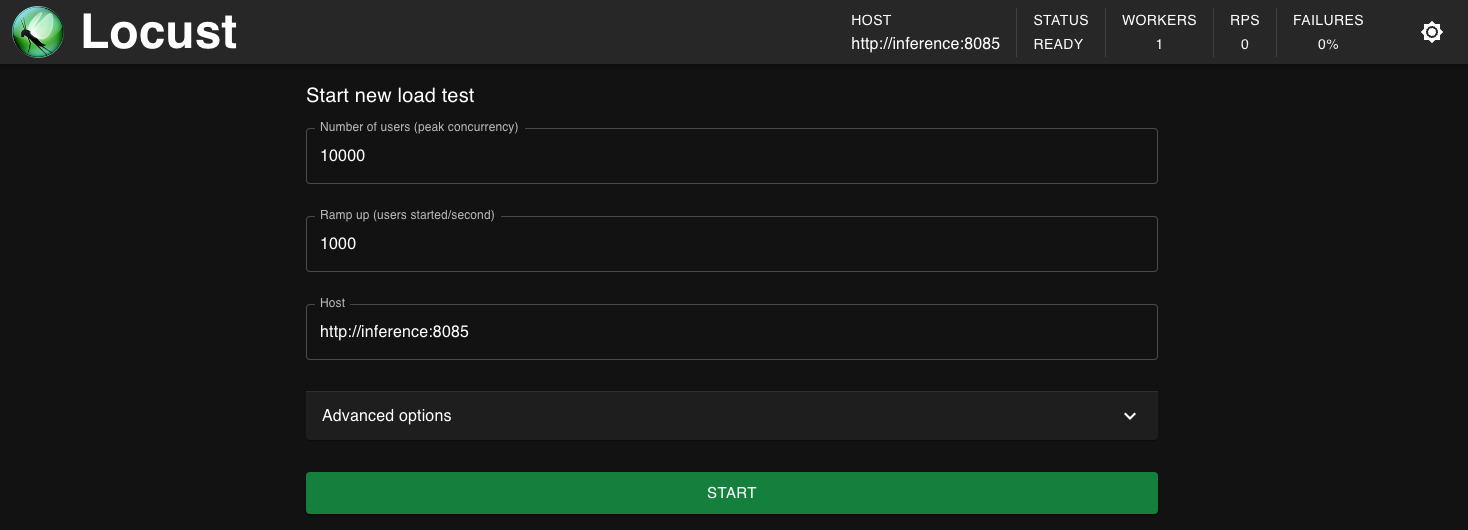 Locust
HOST
http://inference:8085
STATUS
READY
WORKERS
1
RPS
0
FAILURES
0%
Start new load test
Number of users (peak concurrency)
10000
Ramp up (users started/second)
1000
Host
http://inference:8085
Advanced options
START